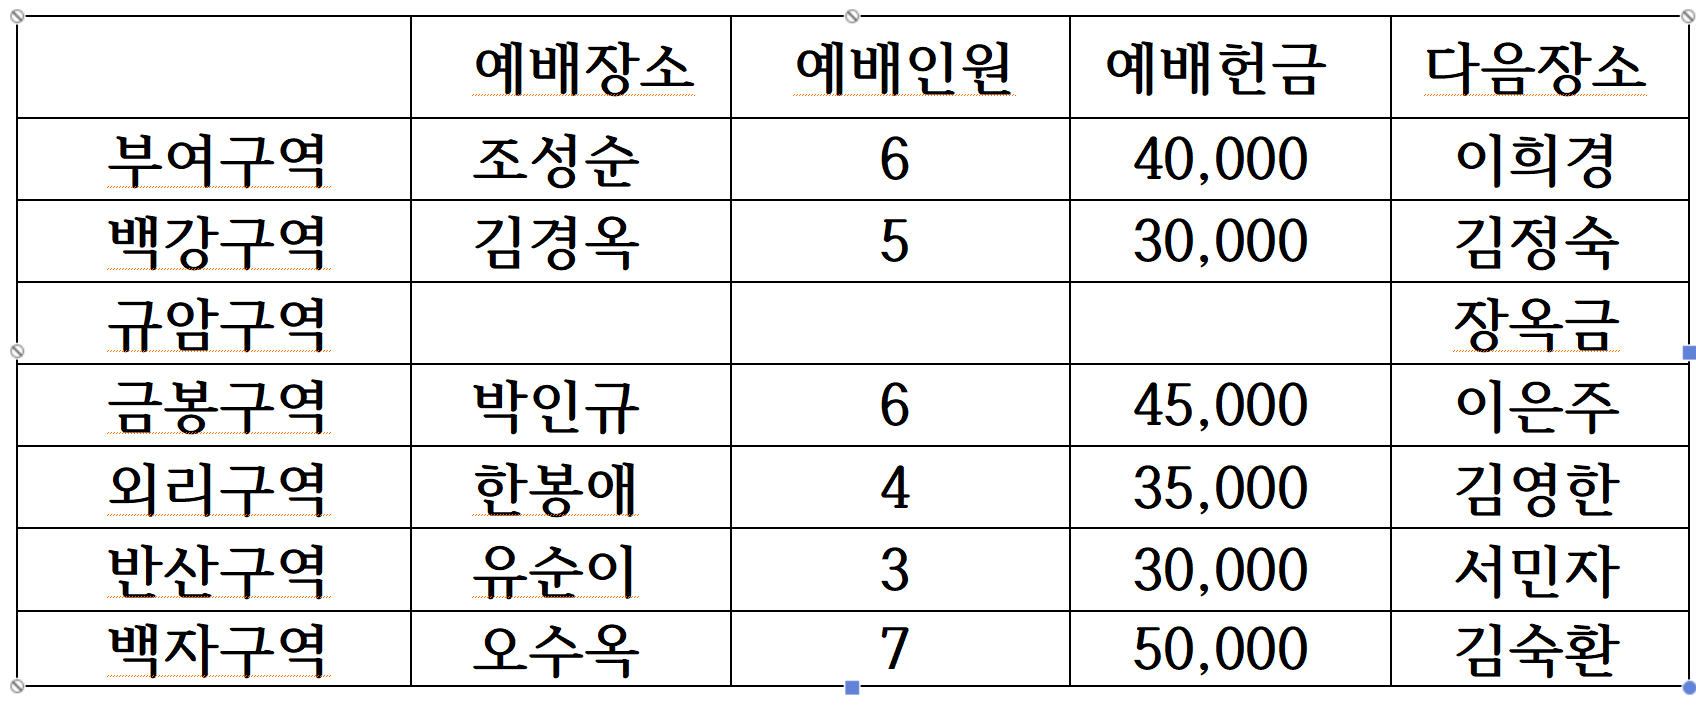 예배장소 예배인원 예배헌금 다음장소
부여구역 조성순 6 40,000 이희경
백강구역 김경옥 5 30,000 김정숙
규암구역 장옥금
금봉구역 박인규 6 45,000 이은주
외리구역 한봉애 4 35,000 김영한
반산구역 유순이 3 30,000 서민자
백자구역 오수옥 7 50,000 김숙환